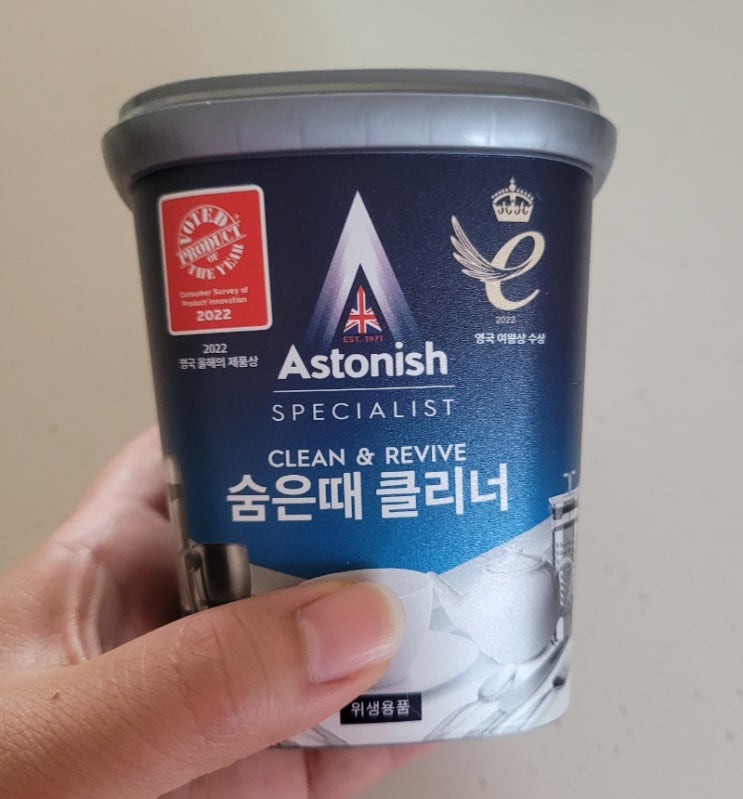 VOTED
PRODUCT
OF
THE YEAR
Consumer Survey of
Product Innovation
2022
2022
영국 올해의 제품상
2022
영국 여왕상 수상
EST. 1971
Astonish
SPECIALIST
CLEAN & REVIVE
숨은때 클리너
위생용품